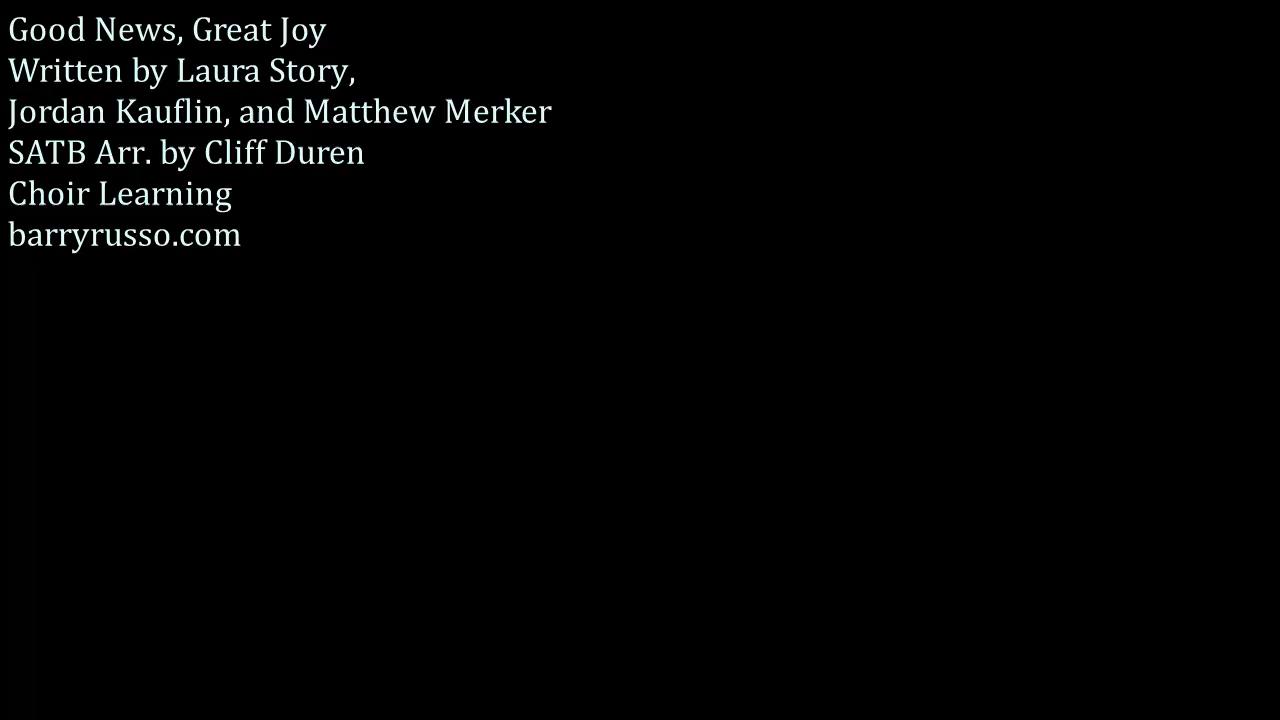 Good News, Great Joy
Written by Laura Story,
Jordan Kauflin, and Matthew Merker
SATB Arr. by Cliff Duren
Choir Learning
barryrusso.com